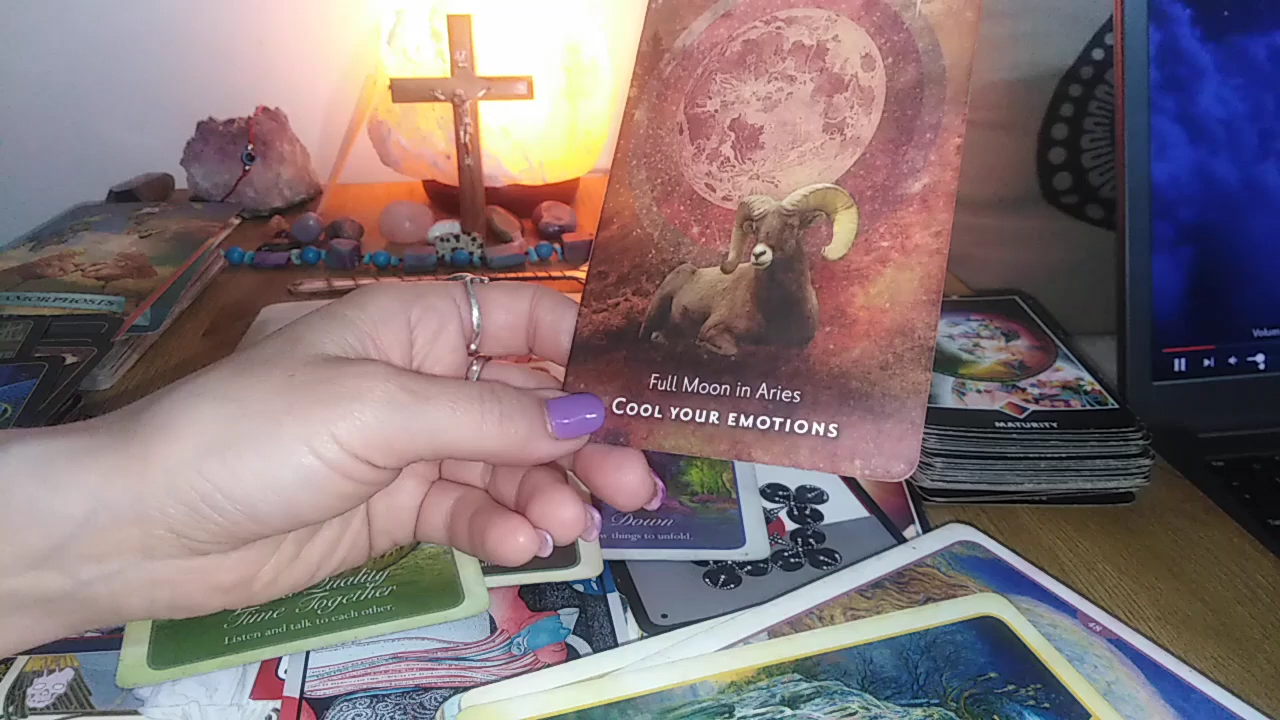 Full Moon in Aries
COOL YOUR EMOTIONS
MATURITY
Down
things to unfold.
Quality
Time Together
Listen and talk to each other.
48